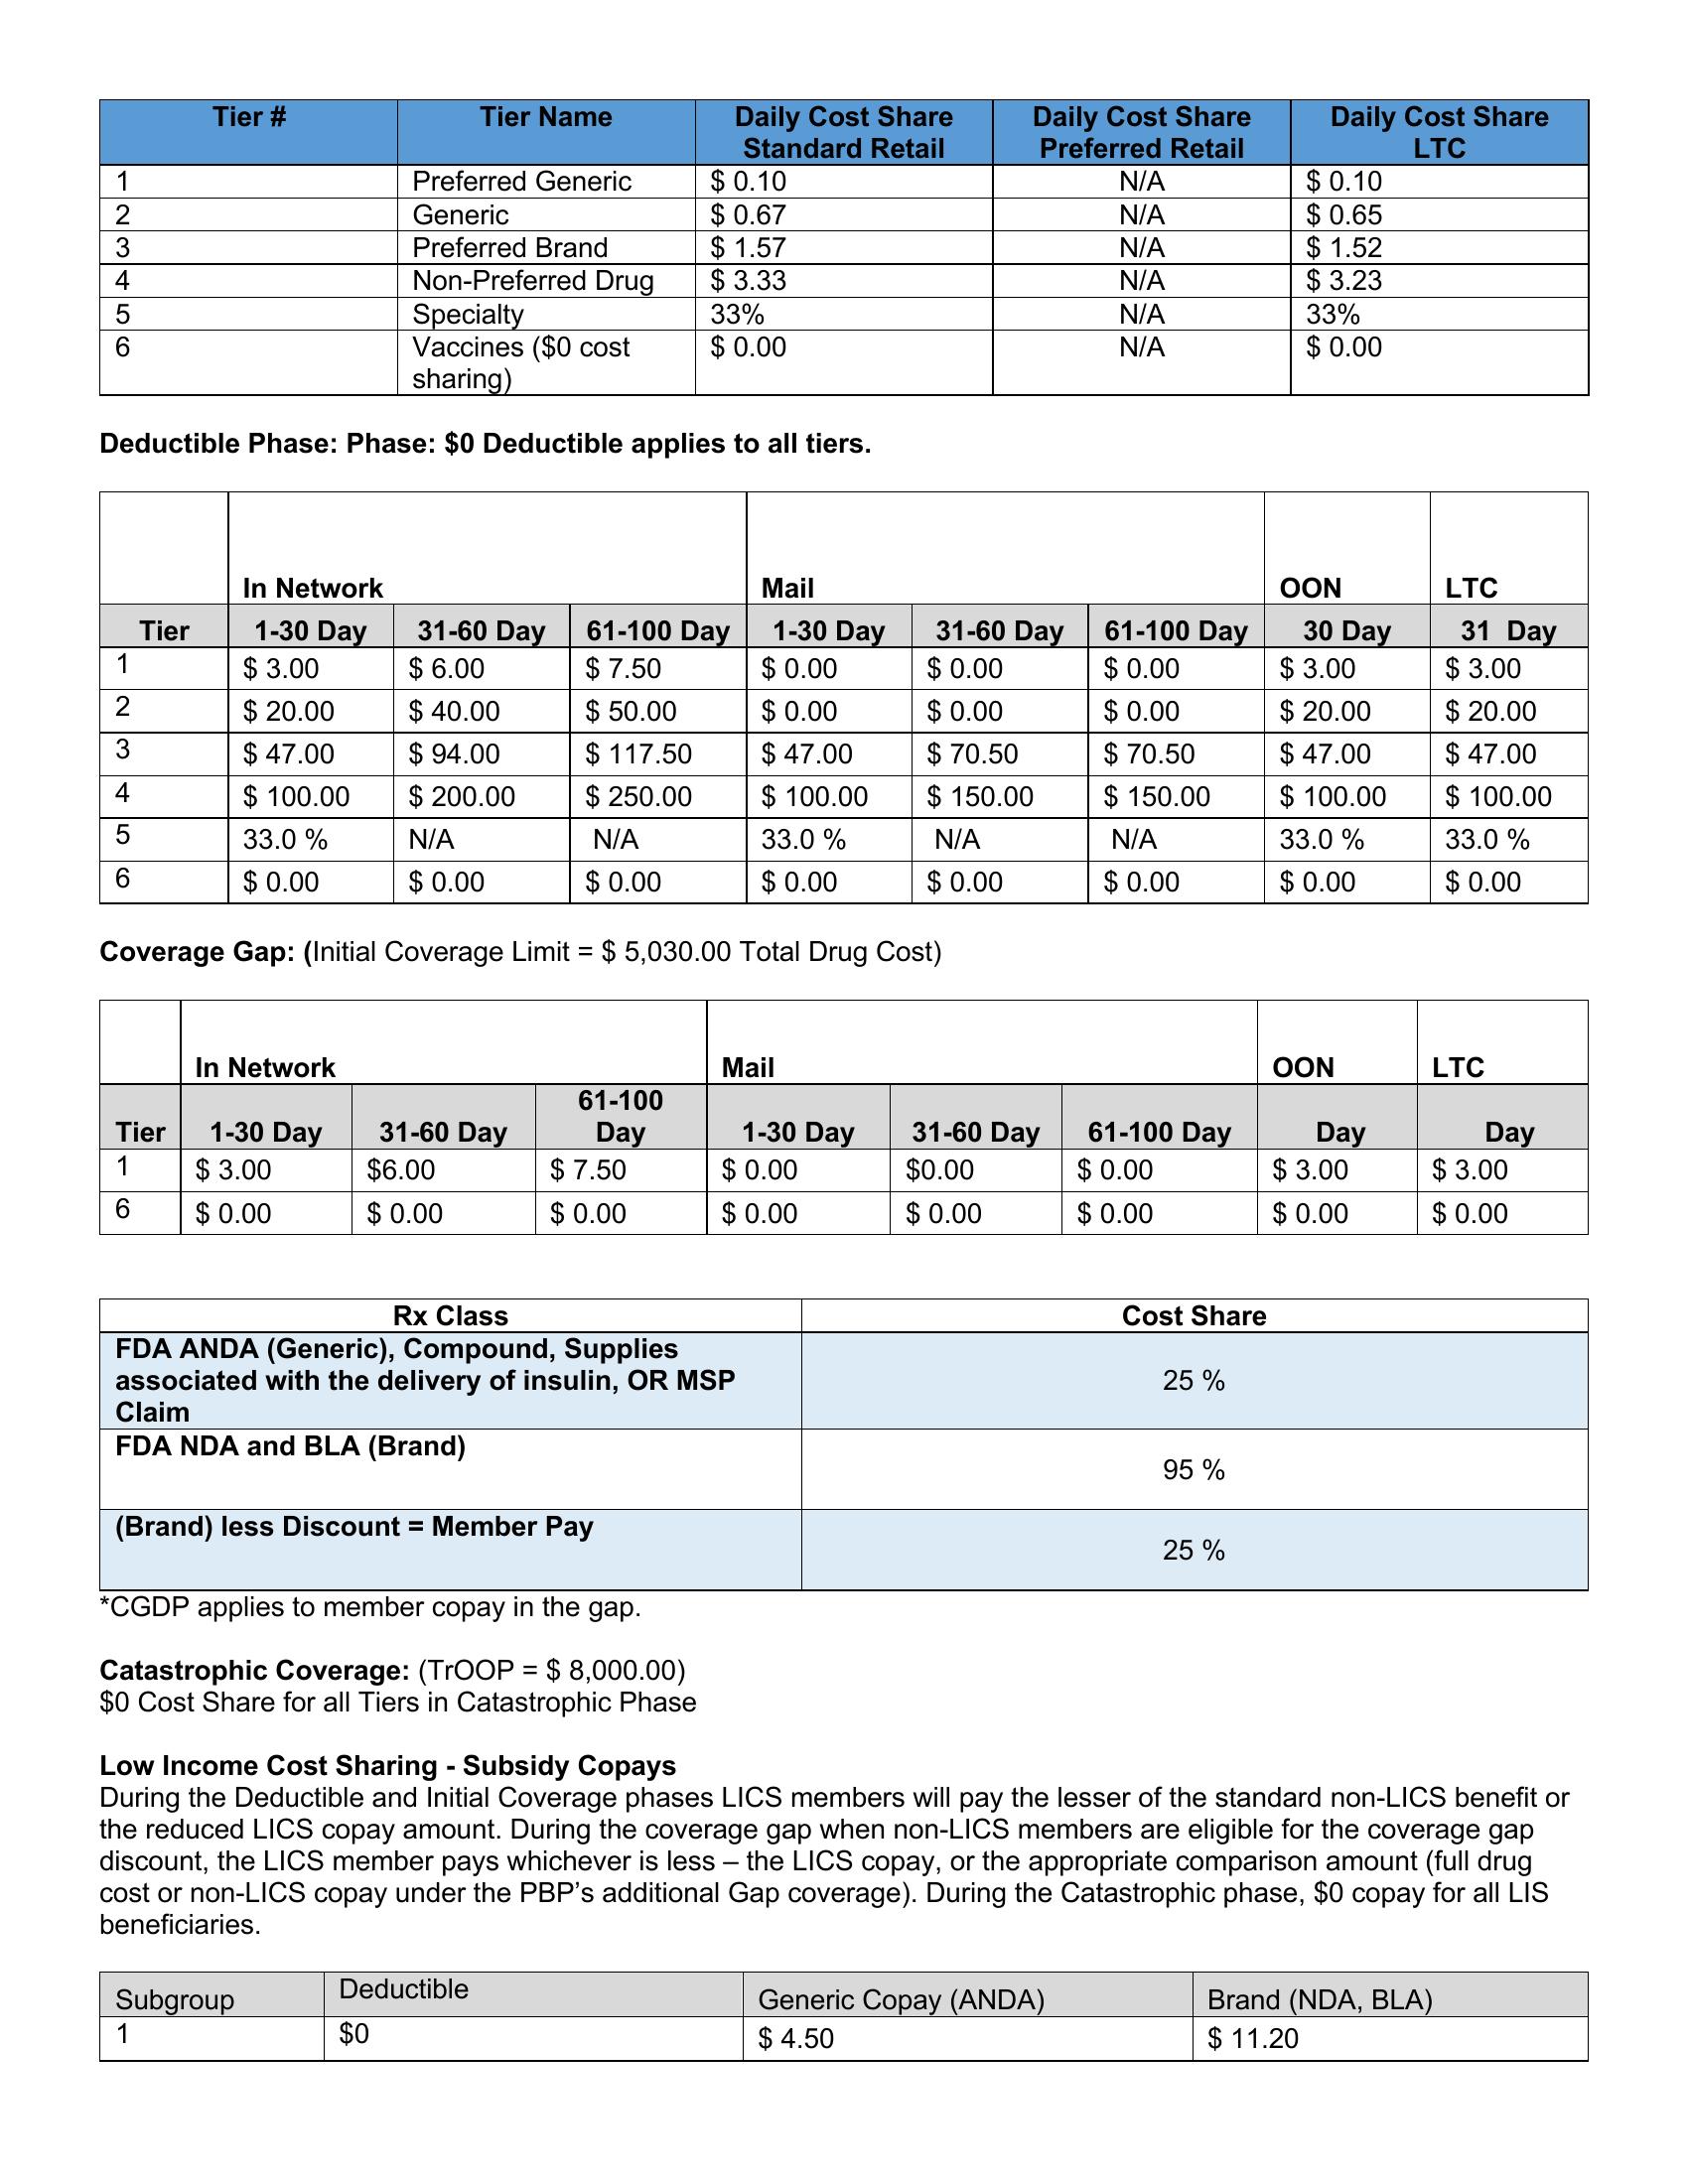 Tier # Tier Name Daily Cost Share Standard Retail Daily Cost Share Preferred Retail Daily Cost Share LTC
1 Preferred Generic $ 0.10 N/A $ 0.10
2 Generic $ 0.67 N/A $ 0.65
3 Preferred Brand $ 1.57 N/A $ 1.52
4 Non-Preferred Drug $ 3.33 N/A $ 3.23
5 Specialty 33% N/A 33%
6 Vaccines ($0 cost sharing) $ 0.00 N/A $ 0.00
Deductible Phase: Phase: $0 Deductible applies to all tiers.
In Network Mail OON LTC
Tier 1-30 Day 31-60 Day 61-100 Day 1-30 Day 31-60 Day 61-100 Day 30 Day 31 Day
1 $ 3.00 $ 6.00 $ 7.50 $ 0.00 $ 0.00 $ 0.00 $ 3.00 $ 3.00
2 $ 20.00 $ 40.00 $ 50.00 $ 0.00 $ 0.00 $ 0.00 $ 20.00 $ 20.00
3 $ 47.00 $ 94.00 $ 117.50 $ 47.00 $ 70.50 $ 70.50 $ 47.00 $ 47.00
4 $ 100.00 $ 200.00 $ 250.00 $ 100.00 $ 150.00 $ 150.00 $ 100.00 $ 100.00
5 33.0 % N/A N/A 33.0 % N/A N/A 33.0 % 33.0 %
6 $ 0.00 $ 0.00 $ 0.00 $ 0.00 $ 0.00 $ 0.00 $ 0.00 $ 0.00
Coverage Gap: (Initial Coverage Limit = $ 5,030.00 Total Drug Cost)
In Network Mail OON LTC
Tier 1-30 Day 31-60 Day 61-100 Day 1-30 Day 31-60 Day 61-100 Day Day Day
1 $ 3.00 $6.00 $ 7.50 $ 0.00 $0.00 $ 0.00 $ 3.00 $ 3.00
6 $ 0.00 $ 0.00 $ 0.00 $ 0.00 $ 0.00 $ 0.00 $ 0.00 $ 0.00
Rx Class Cost Share
FDA ANDA (Generic), Compound, Supplies
associated with the delivery of insulin, OR MSP
Claim
25 %
FDA NDA and BLA (Brand)
95 %
(Brand) less Discount = Member Pay
25 %
*CGDP applies to member copay in the gap.
Catastrophic Coverage: (TrOOP = $ 8,000.00)
$0 Cost Share for all Tiers in Catastrophic Phase
Low Income Cost Sharing - Subsidy Copays
During the Deductible and Initial Coverage phases LICS members will pay the lesser of the standard non-LICS benefit or
the reduced LICS copay amount. During the coverage gap when non-LICS members are eligible for the coverage gap
discount, the LICS member pays whichever is less – the LICS copay, or the appropriate comparison amount (full drug
cost or non-LICS copay under the PBP’s additional Gap coverage). During the Catastrophic phase, $0 copay for all LIS
beneficiaries.
Subgroup Deductible Generic Copay (ANDA) Brand (NDA, BLA)
1 $0 $ 4.50 $ 11.20